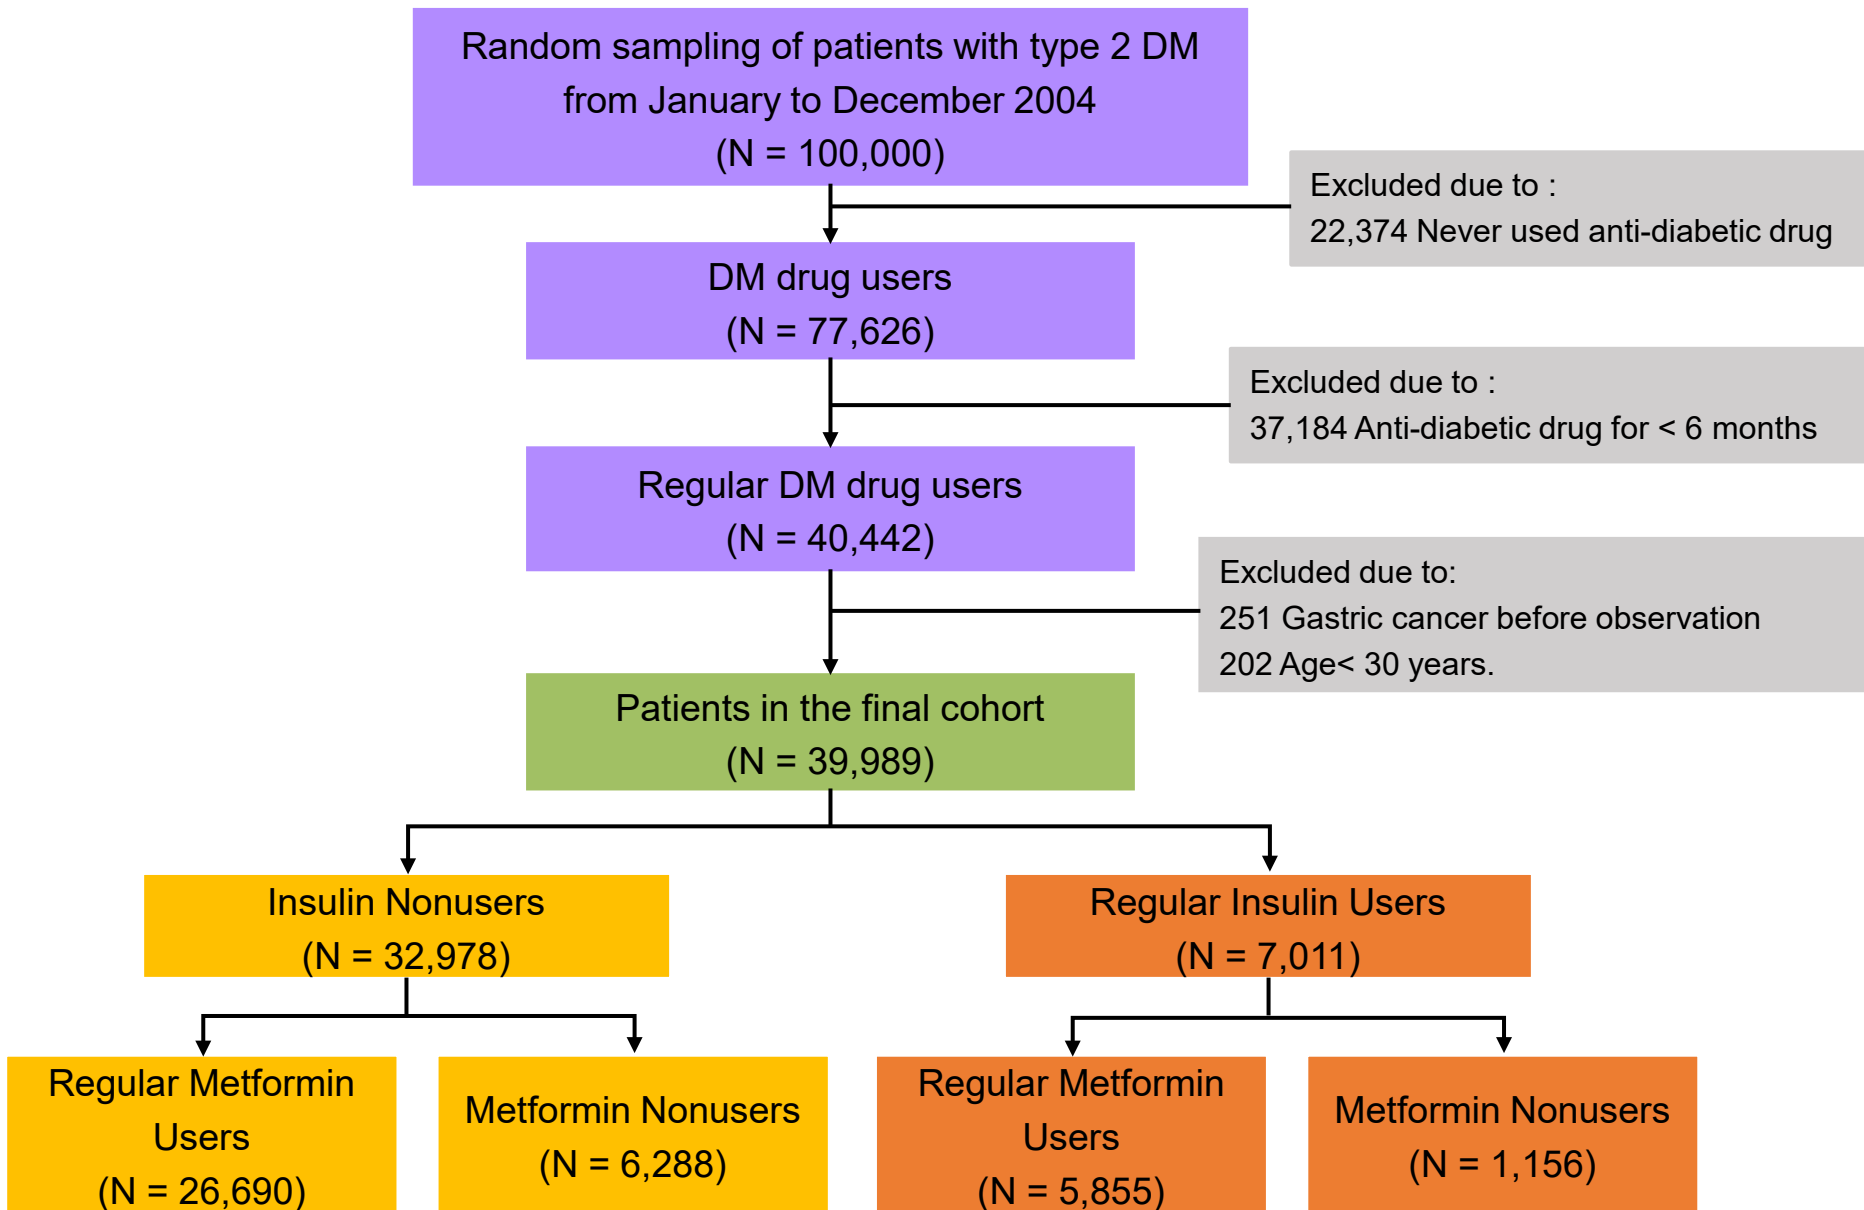 Random sampling of patients with type 2 DM
from January to December 2004
(N = 100,000)
Excluded due to :
22,374 Never used anti-diabetic drug
DM drug users
(N = 77,626)
Excluded due to :
37,184 Anti-diabetic drug for < 6 months
Regular DM drug users
(N = 40,442)
Excluded due to:
251 Gastric cancer before observation
202 Age< 30 years.
Patients in the final cohort
(N = 39,989)
Insulin Nonusers
(N = 32,978)
Regular Insulin Users
(N = 7,011)
Regular Metformin
Users
(N = 26,690)
Metformin Nonusers
(N = 6,288)
Regular Metformin
Users
(N = 5,855)
Metformin Nonusers
(N = 1,156)